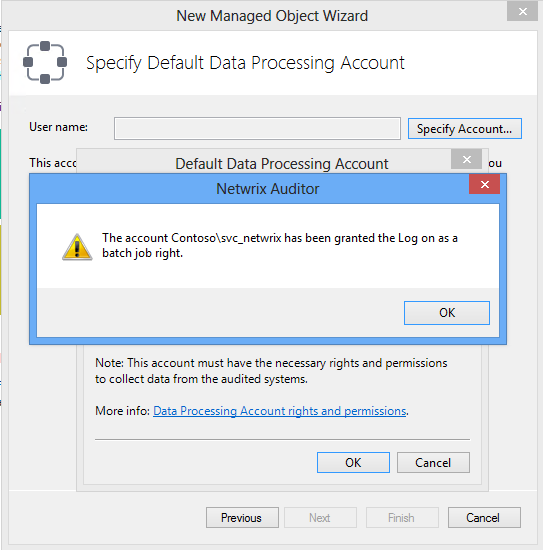 New Managed Object Wizard
Specify Default Data Processing Account
User name:
Specify Account...
This acco
you
Default Data Processing Account
Netwrix Auditor
The account Contoso\svc_netwrix has been granted the Log on as a
batch job right.
OK
Note: This account must have the necessary rights and permissions
to collect data from the audited systems.
More info: Data Processing Account rights and permissions.
OK
Cancel
Previous
Next
Finish
Cancel